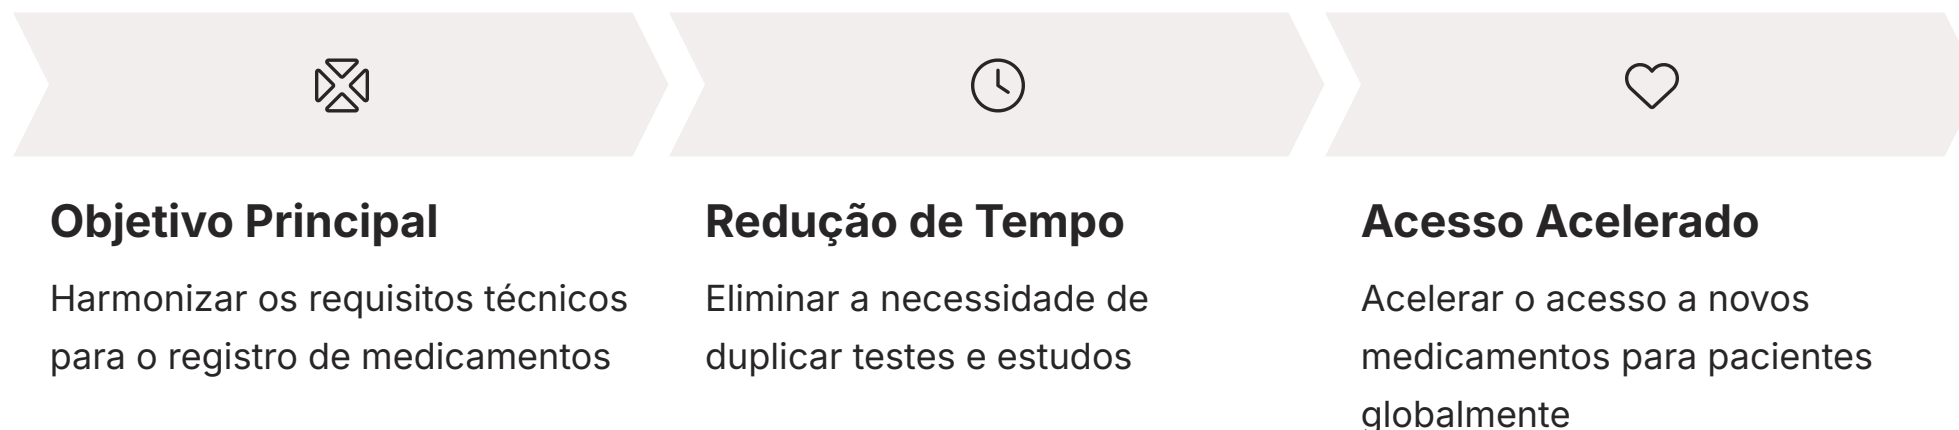 Objetivo Principal
Harmonizar os requisitos técnicos
para o registro de medicamentos
Redução de Tempo
Eliminar a necessidade de
duplicar testes e estudos
Acesso Acelerado
Acelerar o acesso a novos
medicamentos para pacientes
globalmente